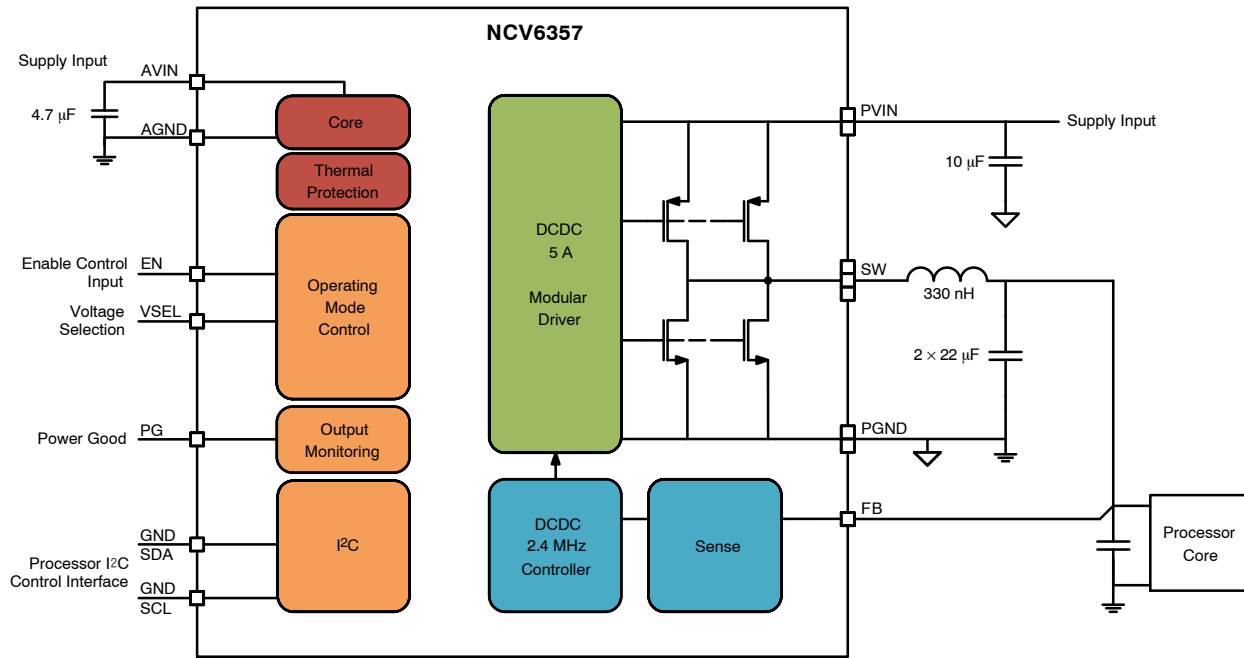 NCV6357
Supply Input
AVIN
4.7 µF
AGND
Core
Thermal
Protection
Enable Control
Input
EN
Voltage
Selection
VSEL
Operating
Mode
Control
Power Good
PG
Output
Monitoring
Processor I2C
Control Interface
GND
SDA
GND
SCL
I²C
DCDC
5 A
Modular
Driver
DCDC
2.4 MHz
Controller
Sense
PVIN
Supply Input
10 µF
SW
330 nH
2 × 22 µF
PGND
FB
Processor
Core